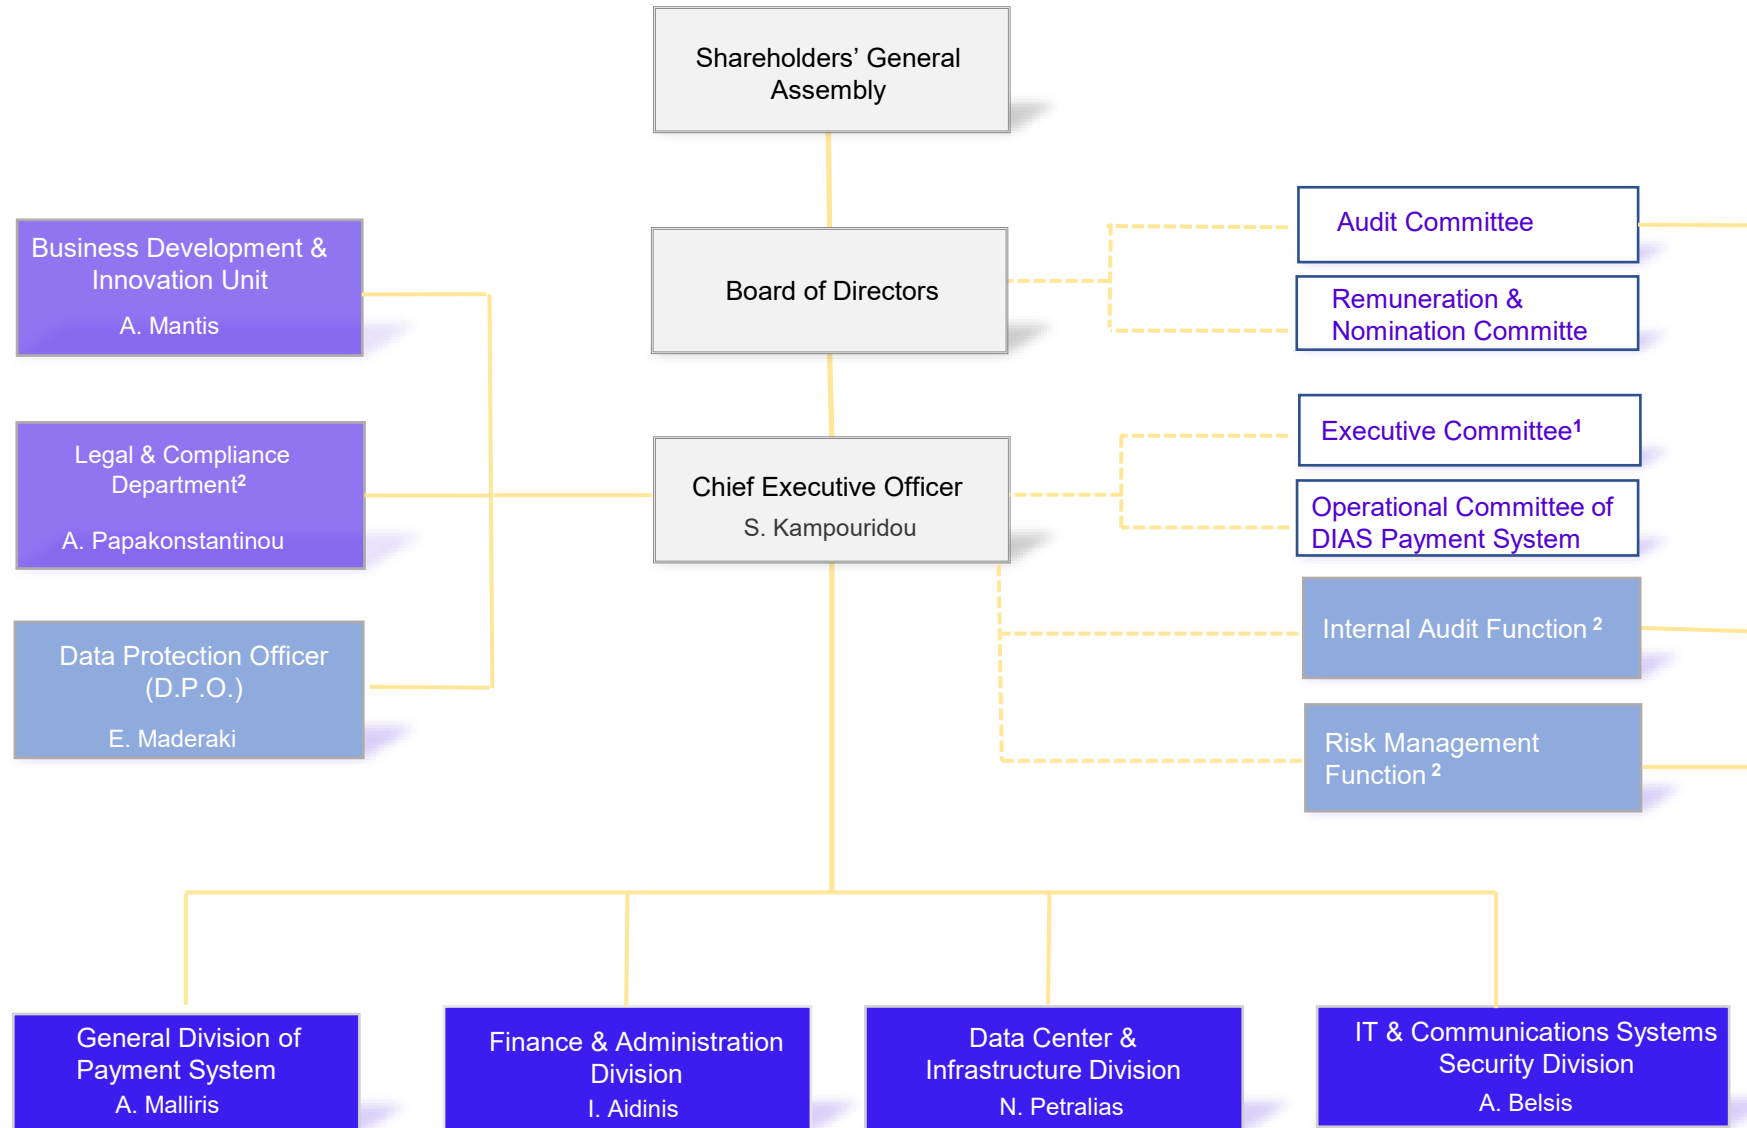 Shareholders’ General
Assembly
Business Development &
Innovation Unit
A. Mantis
Board of Directors
Audit Committee
Remuneration &
Nomination Committe
Legal & Compliance
Department²
A. Papakonstantinou
Chief Executive Officer
S. Kampouridou
Executive Committee¹
Operational Committee of
DIAS Payment System
Data Protection Officer
(D.P.O.)
E. Maderaki
Internal Audit Function ²
Risk Management
Function ²
General Division of
Payment System
A. Malliris
Finance & Administration
Division
I. Aidinis
Data Center &
Infrastructure Division
N. Petralias
IT & Communications Systems
Security Division
A. Belsis